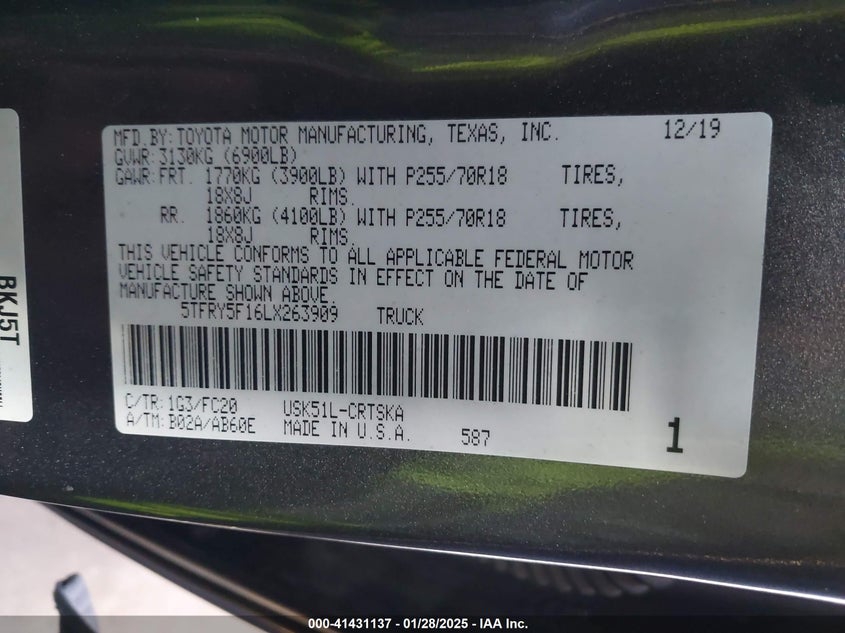 MFD.BY:TOYOTA MOTOR MANUFACTURING, TEXAS, INC. 12/19
GVWR:3130KG (6900LB)
GAWR:FRT. 1770KG (3900LB) WITH P255/70R18 TIRES,
18X8J RIMS.
RR. 1860KG (4100LB) WITH P255/70R18 TIRES,
18X8J RIMS.
THIS VEHICLE CONFORMS TO ALL APPLICABLE FEDERAL MOTOR
VEHICLE SAFETY STANDARDS IN EFFECT ON THE DATE OF
MANUFACTURE SHOWN ABOVE.
5TFRY5F16LX263909 TRUCK
C/TR:1G3/FC20 USK51L-CRTSKA
A/TM:B02A/AB60E MADE IN U.S.A. 587 1
BKJ5T
000-41431137 - 01/28/2025 - IAA Inc.